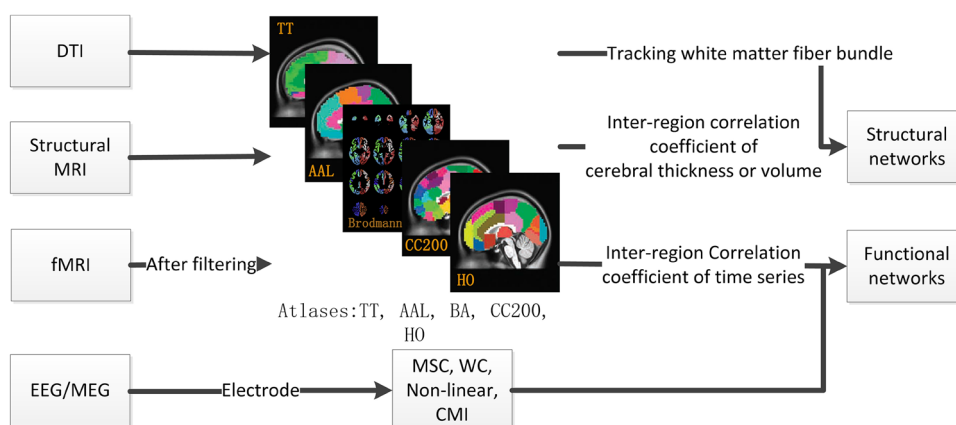 DTI
TT
Tracking white matter fiber bundle
Structural
MRI
AAL
Inter-region correlation
coefficient of
cerebral thickness or volume
Structural
networks
Brodmann
CC200
HO
fMRI
After filtering
Inter-region Correlation
coefficient of time series
Functional
networks
Atlases:TT, AAL, BA, CC200,
HO
EEG/MEG
Electrode
MSC, WC,
Non-linear,
CMI